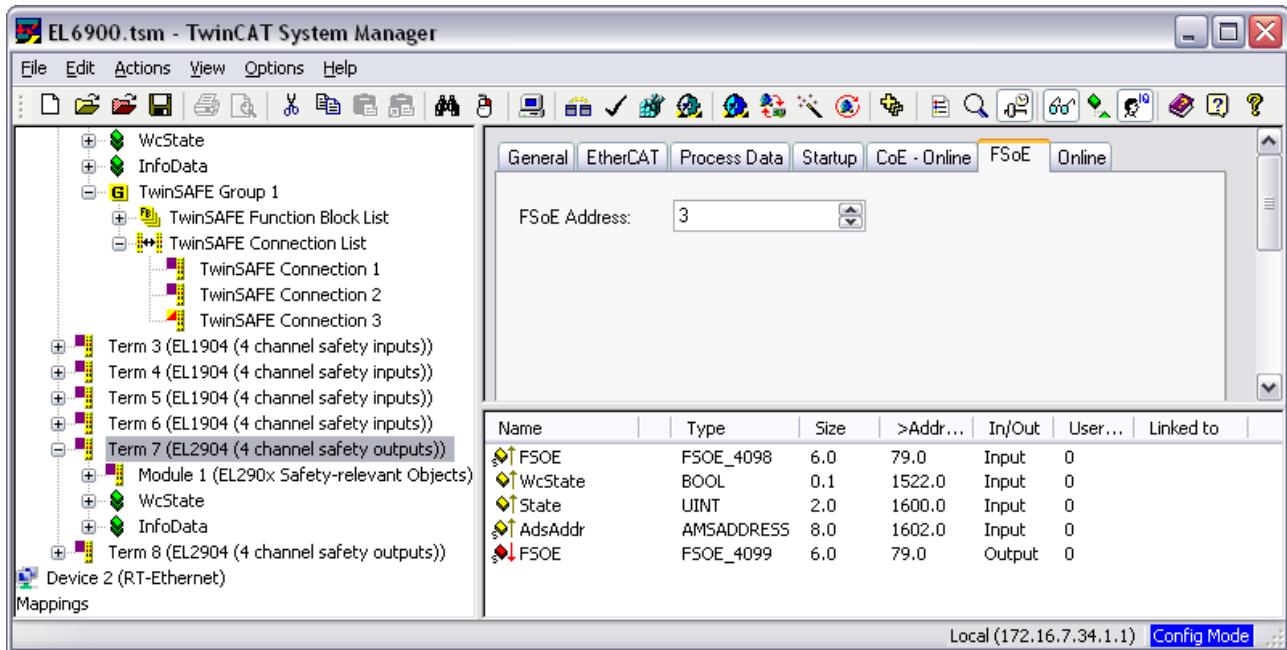 EL6900.tsm - TwinCAT System Manager
File Edit Actions View Options Help
WcState
InfoData
TwinSAFE Group 1
TwinSAFE Function Block List
TwinSAFE Connection List
TwinSAFE Connection 1
TwinSAFE Connection 2
TwinSAFE Connection 3
Term 3 (EL1904 (4 channel safety inputs))
Term 4 (EL1904 (4 channel safety inputs))
Term 5 (EL1904 (4 channel safety inputs))
Term 6 (EL1904 (4 channel safety inputs))
Term 7 (EL2904 (4 channel safety outputs))
Module 1 (EL290x Safety-relevant Objects)
WcState
InfoData
Term 8 (EL2904 (4 channel safety outputs))
Device 2 (RT-Ethernet)
Mappings
General EtherCAT Process Data Startup CoE - Online FSoE Online
FSoE Address: 3
Name Type Size >Addr... In/Out User... Linked to
FSOE FSOE_4098 6.0 79.0 Input 0
WcState BOOL 0.1 1522.0 Input 0
State UINT 2.0 1600.0 Input 0
AdsAddr AMSADDRESS 8.0 1602.0 Input 0
FSOE FSOE_4099 6.0 79.0 Output 0
Local (172.16.7.34.1.1) Config Mode